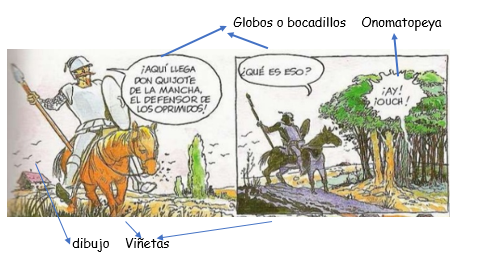 Globos o bocadillos Onomatopeya
¡AQUÍ LLEGA
DON QUIJOTE
DE LA MANCHA,
EL DEFENSOR DE
LOS OPRIMIDOS!
¿QUÉ ES ESO?
¡AY!
¡OUCH!
dibujo Viñetas